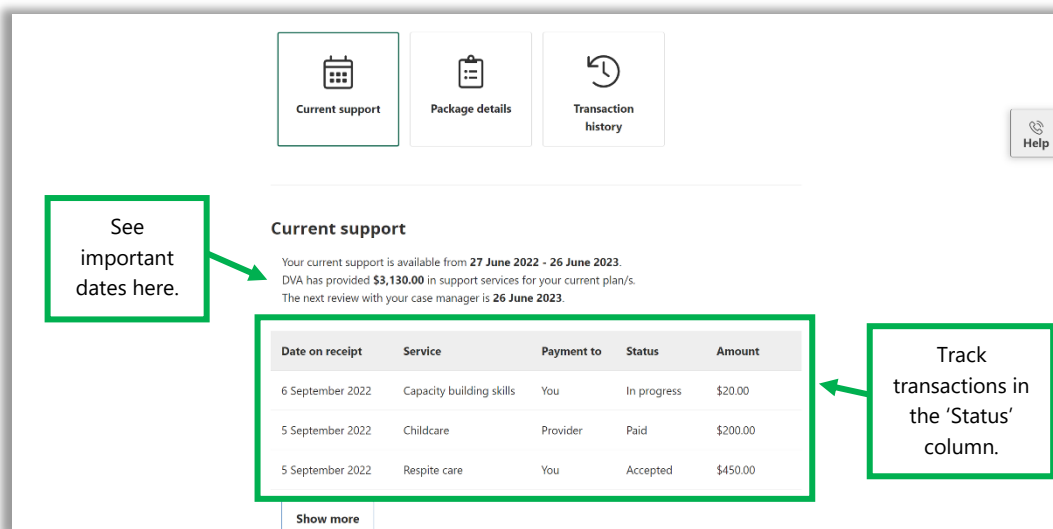 Current support
Package details
Transaction
history
Help
See
important
dates here.
Current support
Your current support is available from 27 June 2022 - 26 June 2023.
DVA has provided $3,130.00 in support services for your current plan/s.
The next review with your case manager is 26 June 2023.
Date on receipt Service Payment to Status Amount
6 September 2022 Capacity building skills You In progress $20.00
5 September 2022 Childcare Provider Paid $200.00
5 September 2022 Respite care You Accepted $450.00
Track
transactions in
the ‘Status’
column.
Show more